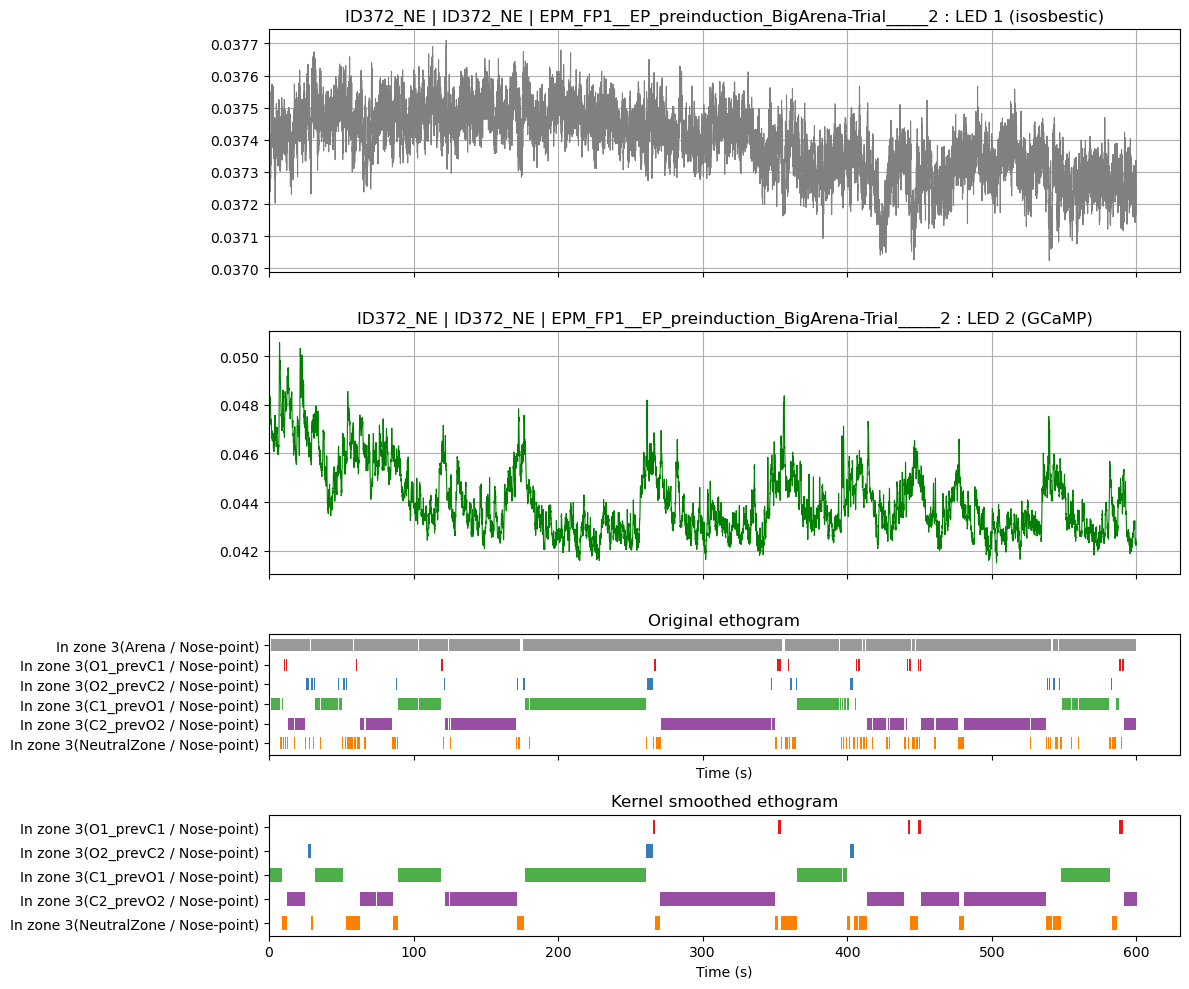 ID372_NE | ID372_NE | EPM_FP1__EP_preinduction_BigArena-Trial_____2 : LED 1 (isosbestic)
0.0377
0.0376
0.0375
0.0374
0.0373
0.0372
0.0371
0.0370
ID372_NE | ID372_NE | EPM_FP1__EP_preinduction_BigArena-Trial_____2 : LED 2 (GCaMP)
0.050
0.048
0.046
0.044
0.042
Original ethogram
In zone 3(Arena / Nose-point)
In zone 3(O1_prevC1 / Nose-point)
In zone 3(O2_prevC2 / Nose-point)
In zone 3(C1_prevO1 / Nose-point)
In zone 3(C2_prevO2 / Nose-point)
In zone 3(NeutralZone / Nose-point)
Time (s)
Kernel smoothed ethogram
In zone 3(O1_prevC1 / Nose-point)
In zone 3(O2_prevC2 / Nose-point)
In zone 3(C1_prevO1 / Nose-point)
In zone 3(C2_prevO2 / Nose-point)
In zone 3(NeutralZone / Nose-point)
0 100 200 300 400 500 600
Time (s)